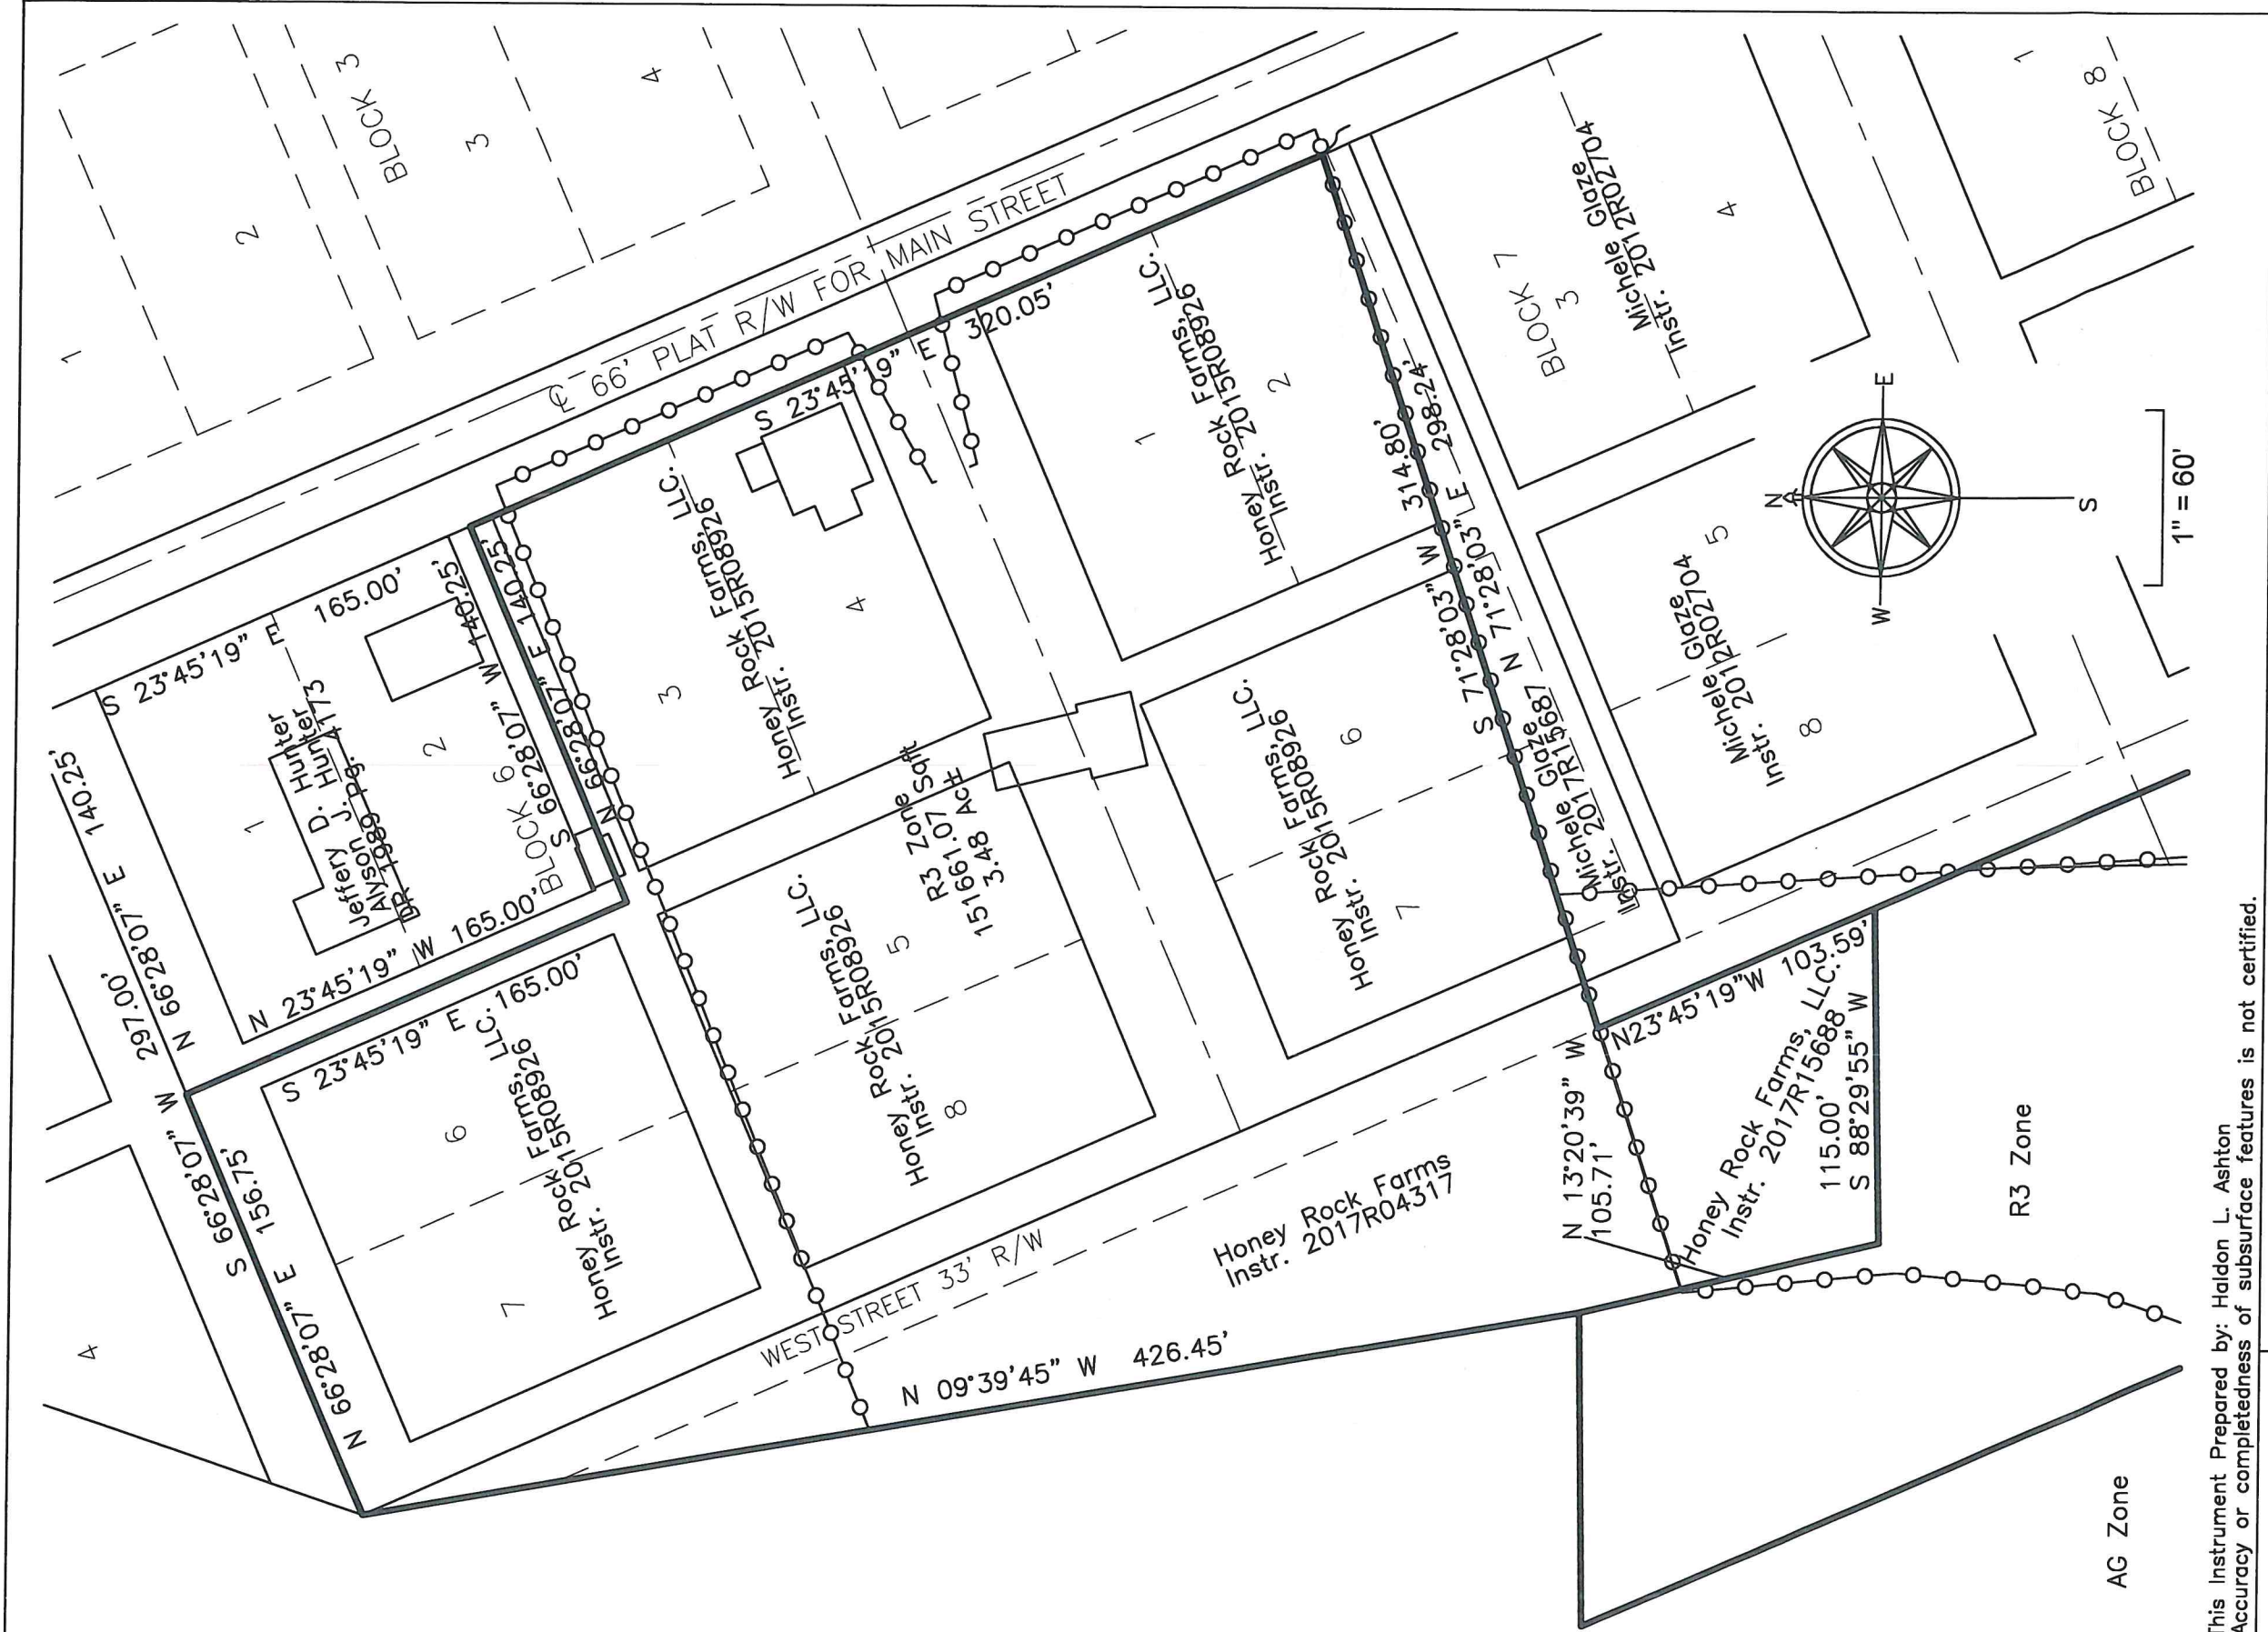 1
2
BLOCK 3
3
4
1
BLOCK 8
℄ 66' PLAT R/W FOR MAIN STREET
S 23°45'19" E 165.00'
1
Jeffery D. Hunter
Alyson J. Hunter
DR 1989 Pg. 4173
2
BLOCK 6
N 23°45'19" W 165.00'
S 66°28'07" W 140.25'
N 66°28'07" E 140.25'
N 66°28'07" E 140.25'
297.00'
S 66°28'07" W
N 66°28'07" E 156.75'
4
S 23°45'19" E 165.00'
6
Honey Rock Farms, LLC.
Instr. 2015R08926
7
3
Honey Rock Farms, LLC.
Instr. 2015R08926
4
S 23°45'19" E 320.05'
5
Honey Rock Farms, LLC.
Instr. 2015R08926
8
R3 Zone Sqft
151661.07
3.48 Ac±
1
Honey Rock Farms, LLC.
Instr. 2015R08926
2
6
Honey Rock Farms, LLC.
Instr. 2015R08926
7
S 71°28'03" W 314.80'
N 71°28'03" E 298.24'
Michele Glaze
Instr. 2017R15687
BLOCK 7
3
Michele Glaze
Instr. 2012R02704
4
5
Michele Glaze
Instr. 2012R02704
8
WEST STREET 33' R/W
Honey Rock Farms
Instr. 2017R04317
N 09°39'45" W 426.45'
N 13°20'39" W
105.71'
N23°45'19"W 103.59'
Honey Rock Farms, LLC.
Instr. 2017R15688
115.00'
S 88°29'55" W
R3 Zone
AG Zone
N
E
S
W
1" = 60'
This Instrument Prepared by: Haldon L. Ashton
Accuracy or completedness of subsurface features is not certified.